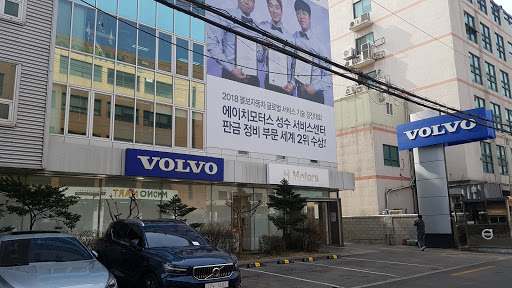 2018 볼보자동차 글로벌 서비스 기술 경진대회
에이치모터스 성수 서비스센터
판금 정비 부문 세계 2위 수상!
VOLVO
VOLVO
H Motors